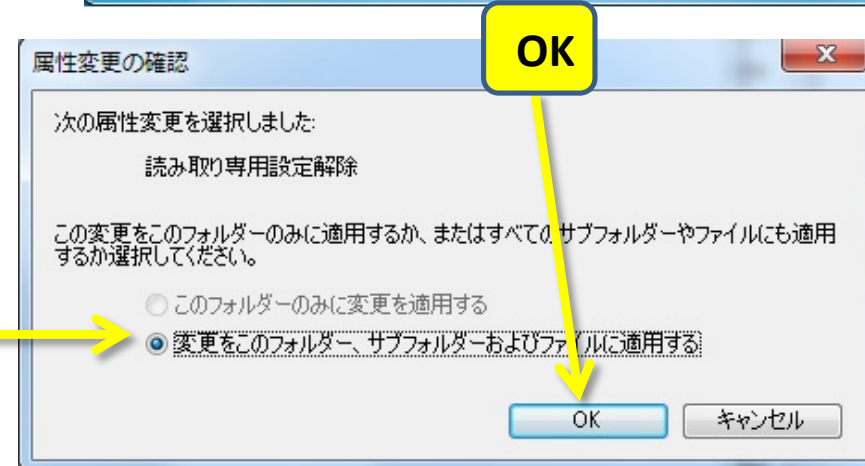 OK
属性変更の確認
次の属性変更を選択しました:
読み取り専用設定解除
この変更をこのフォルダーのみに適用するか、またはすべてのサブフォルダーやファイルにも適用
するか選択してください。
このフォルダーのみに変更を適用する
変更をこのフォルダー、サブフォルダーおよびファイルに適用する
OK
キャンセル